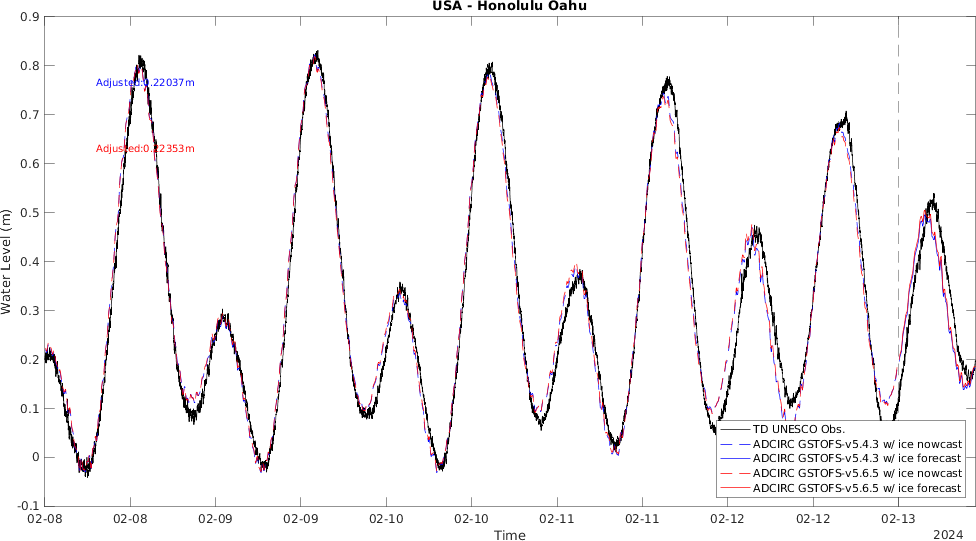 USA - Honolulu Oahu
0.9
0.8
0.7
0.6
0.5
0.4
0.3
0.2
0.1
0
-0.1
Water Level (m)
Adjusted:0.22037m
Adjusted:0.22353m
TD UNESCO Obs.
ADCIRC GSTOFS-v5.4.3 w/ ice nowcast
ADCIRC GSTOFS-v5.4.3 w/ ice forecast
ADCIRC GSTOFS-v5.6.5 w/ ice nowcast
ADCIRC GSTOFS-v5.6.5 w/ ice forecast
02-08 02-08 02-09 02-09 02-10 02-10 02-11 02-11 02-12 02-12 02-13
Time
2024